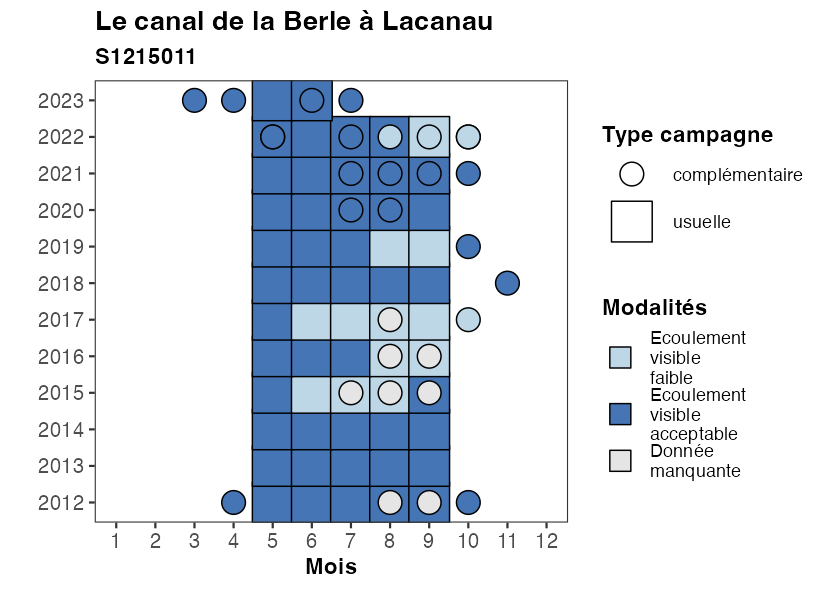 Le canal de la Berle à Lacanau
S1215011
2023
2022
2021
2020
2019
2018
2017
2016
2015
2014
2013
2012
1 2 3 4 5 6 7 8 9 10 11 12
Mois
Type campagne
complémentaire
usuelle
Modalités
Ecoulement
visible
faible
Ecoulement
visible
acceptable
Donnée
manquante